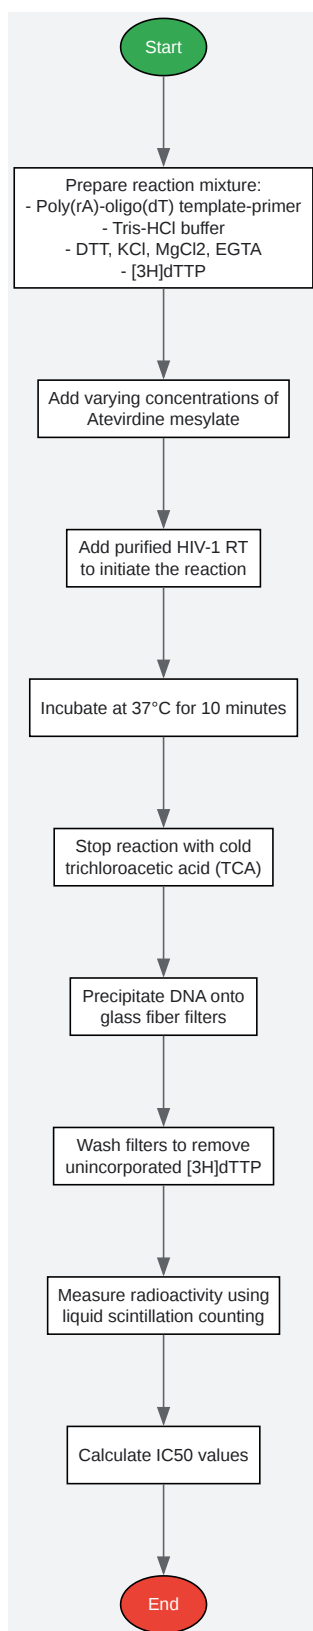 Start
Prepare reaction mixture:
- Poly(rA)-oligo(dT) template-primer
- Tris-HCl buffer
- DTT, KCl, MgCl2, EGTA
- [3H]dTTP
Add varying concentrations of
Atevirdine mesylate
Add purified HIV-1 RT
to initiate the reaction
Incubate at 37°C for 10 minutes
Stop reaction with cold
trichloroacetic acid (TCA)
Precipitate DNA onto
glass fiber filters
Wash filters to remove
unincorporated [3H]dTTP
Measure radioactivity using
liquid scintillation counting
Calculate IC50 values
End